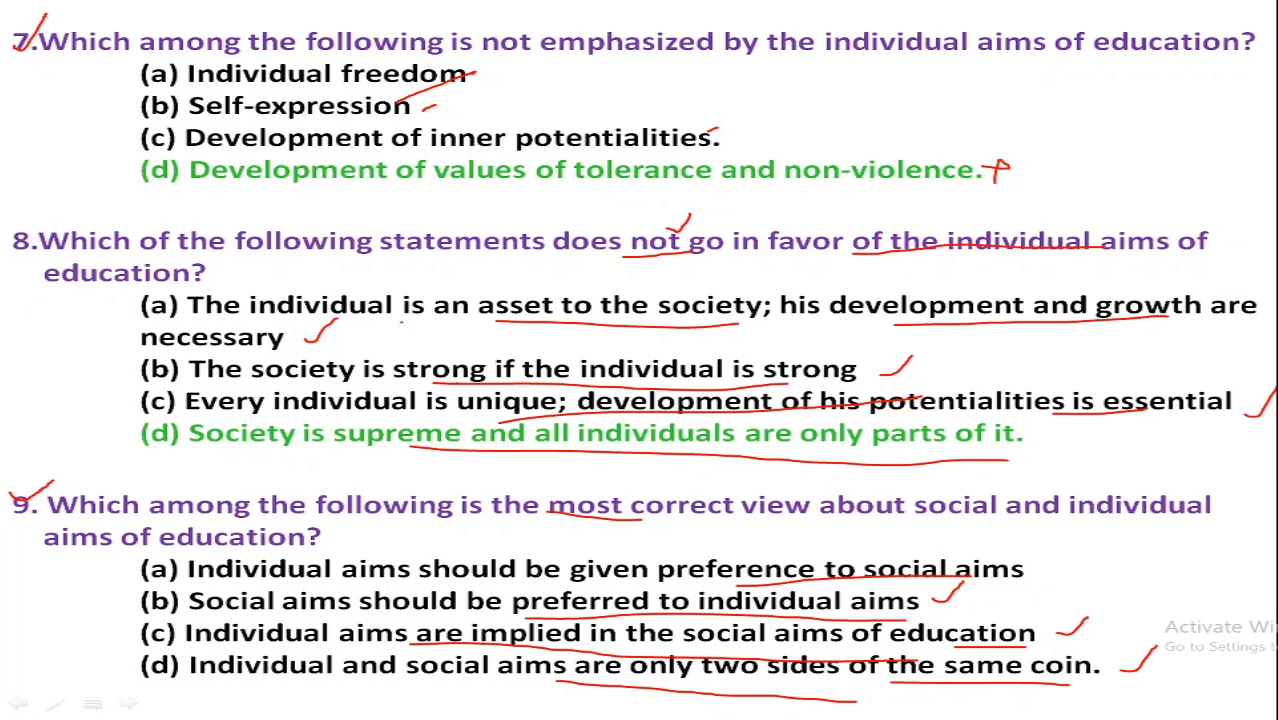 7.Which among the following is not emphasized by the individual aims of education?
(a) Individual freedom
(b) Self-expression
(c) Development of inner potentialities.
(d) Development of values of tolerance and non-violence.
8.Which of the following statements does not go in favor of the individual aims of
education?
(a) The individual is an asset to the society; his development and growth are
necessary
(b) The society is strong if the individual is strong
(c) Every individual is unique; development of his potentialities is essential
(d) Society is supreme and all individuals are only parts of it.
9. Which among the following is the most correct view about social and individual
aims of education?
(a) Individual aims should be given preference to social aims
(b) Social aims should be preferred to individual aims
(c) Individual aims are implied in the social aims of education
Activate Wi
(d) Individual and social aims are only two sides of the same coin.
Go to Settings t